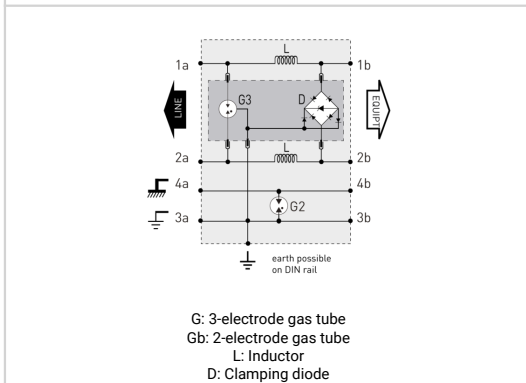 L
1a
1b
G3
D
LINE
EQUIPT
2a
L
2b
4a
4b
G2
3a
3b
earth possible
on DIN rail
G: 3-electrode gas tube
Gb: 2-electrode gas tube
L: Inductor
D: Clamping diode